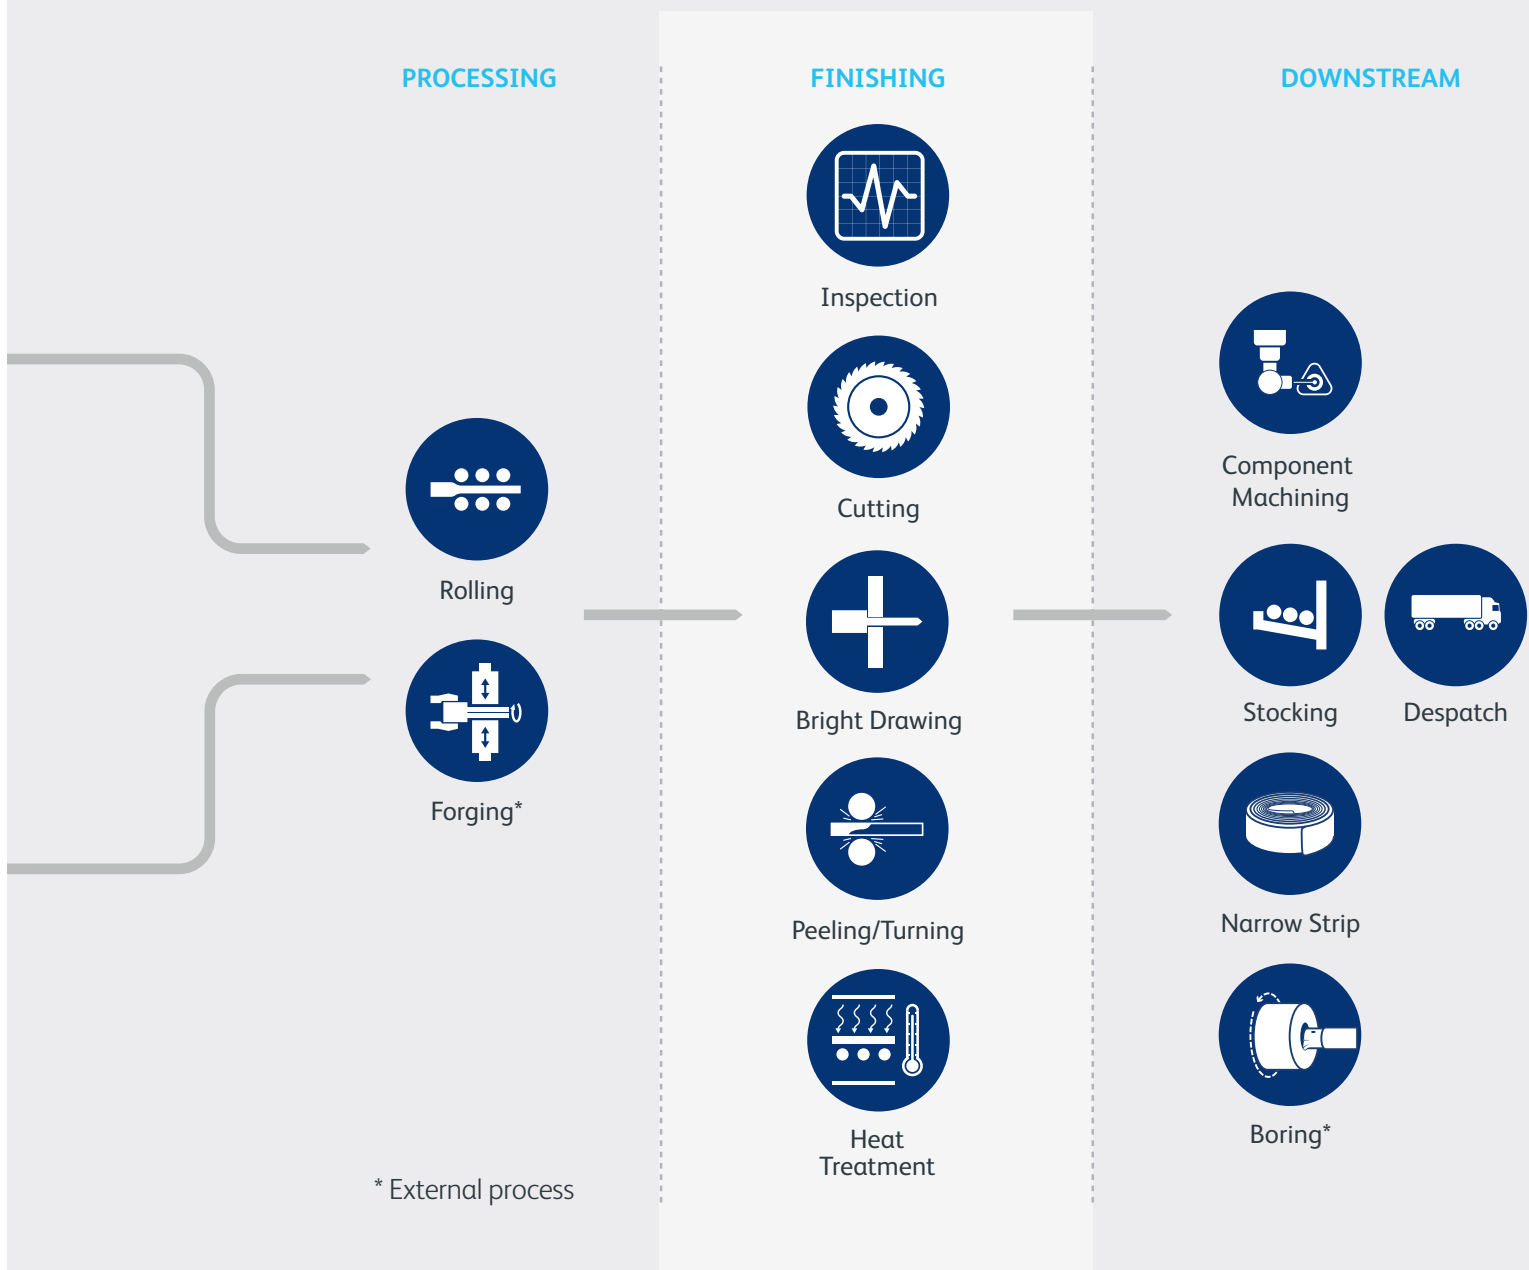 PROCESSING
Rolling
Forging*
* External process
FINISHING
Inspection
Cutting
Bright Drawing
Peeling/Turning
Heat
Treatment
DOWNSTREAM
Component
Machining
Stocking
Despatch
Narrow Strip
Boring*